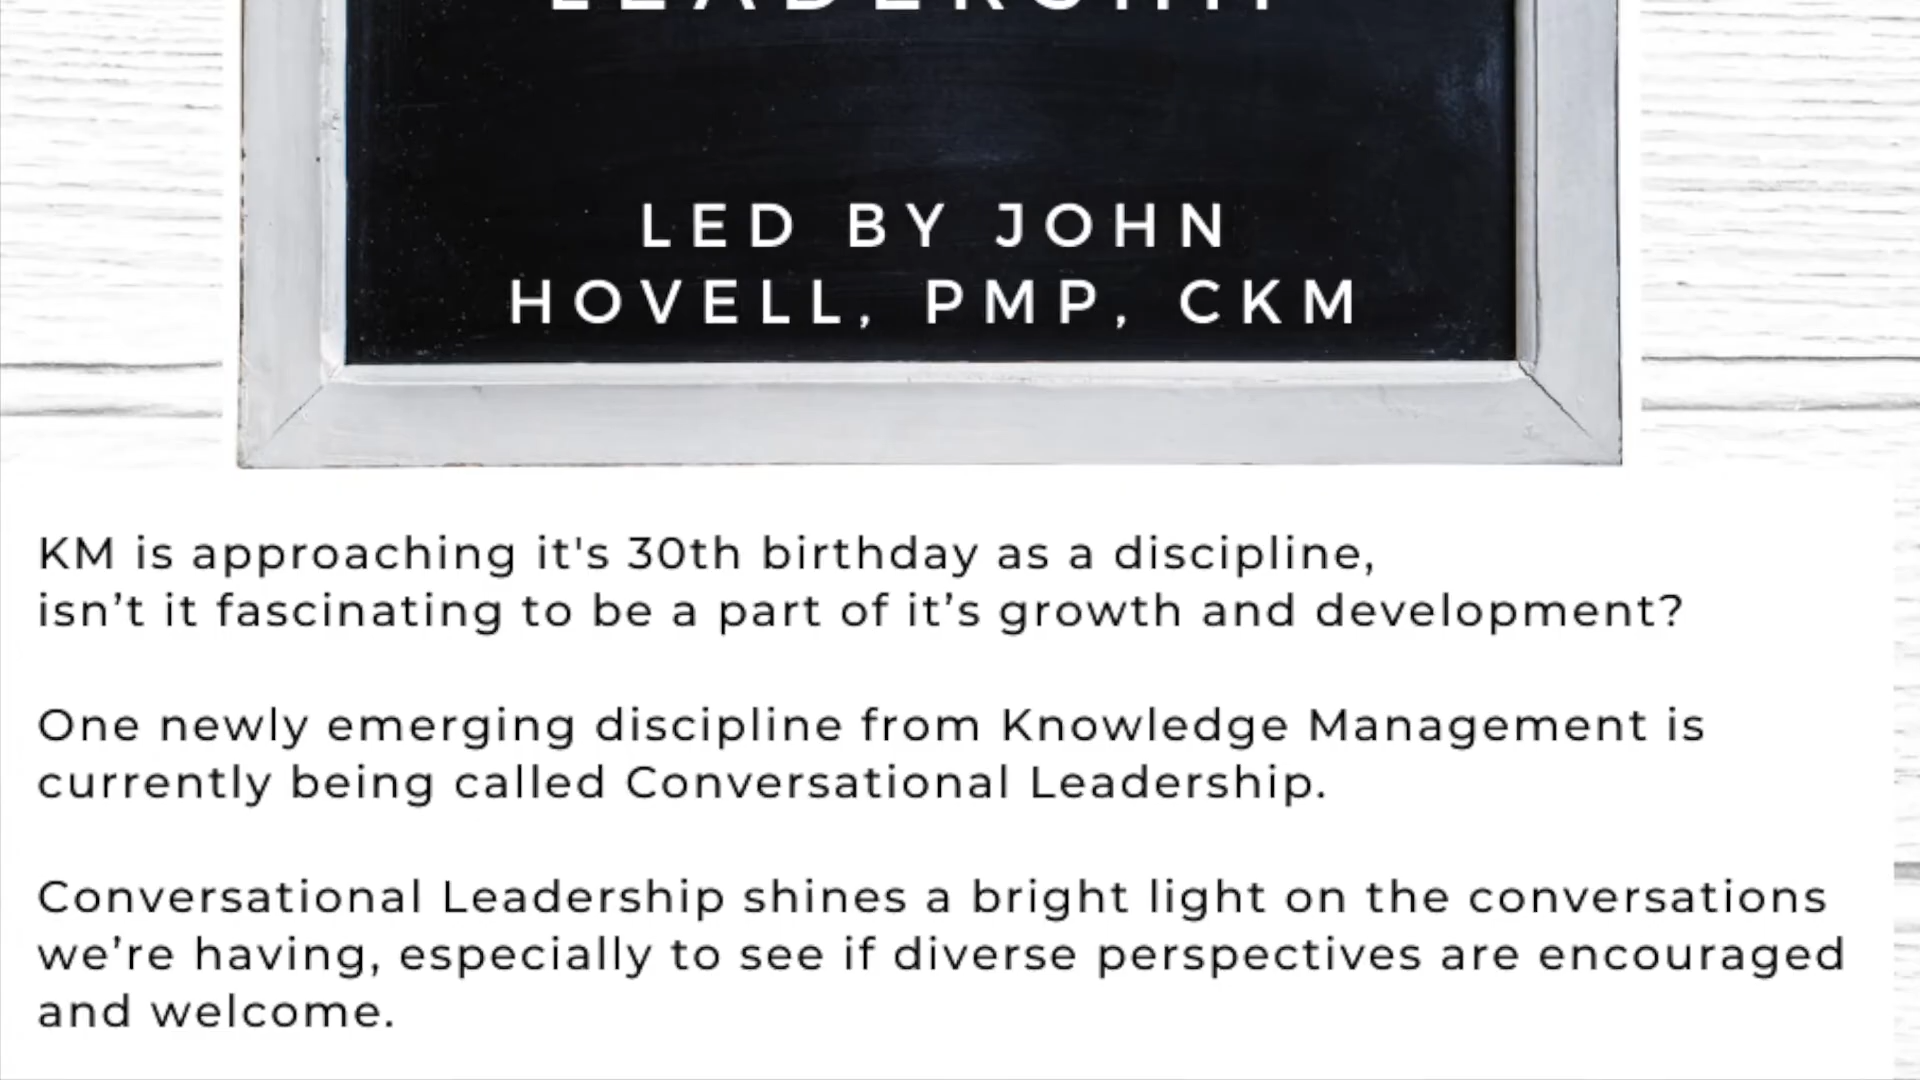 LEADERSHIP
LED BY JOHN
HOVELL, PMP, CKM
KM is approaching it's 30th birthday as a discipline,
isn’t it fascinating to be a part of it’s growth and development?
One newly emerging discipline from Knowledge Management is
currently being called Conversational Leadership.
Conversational Leadership shines a bright light on the conversations
we’re having, especially to see if diverse perspectives are encouraged
and welcome.